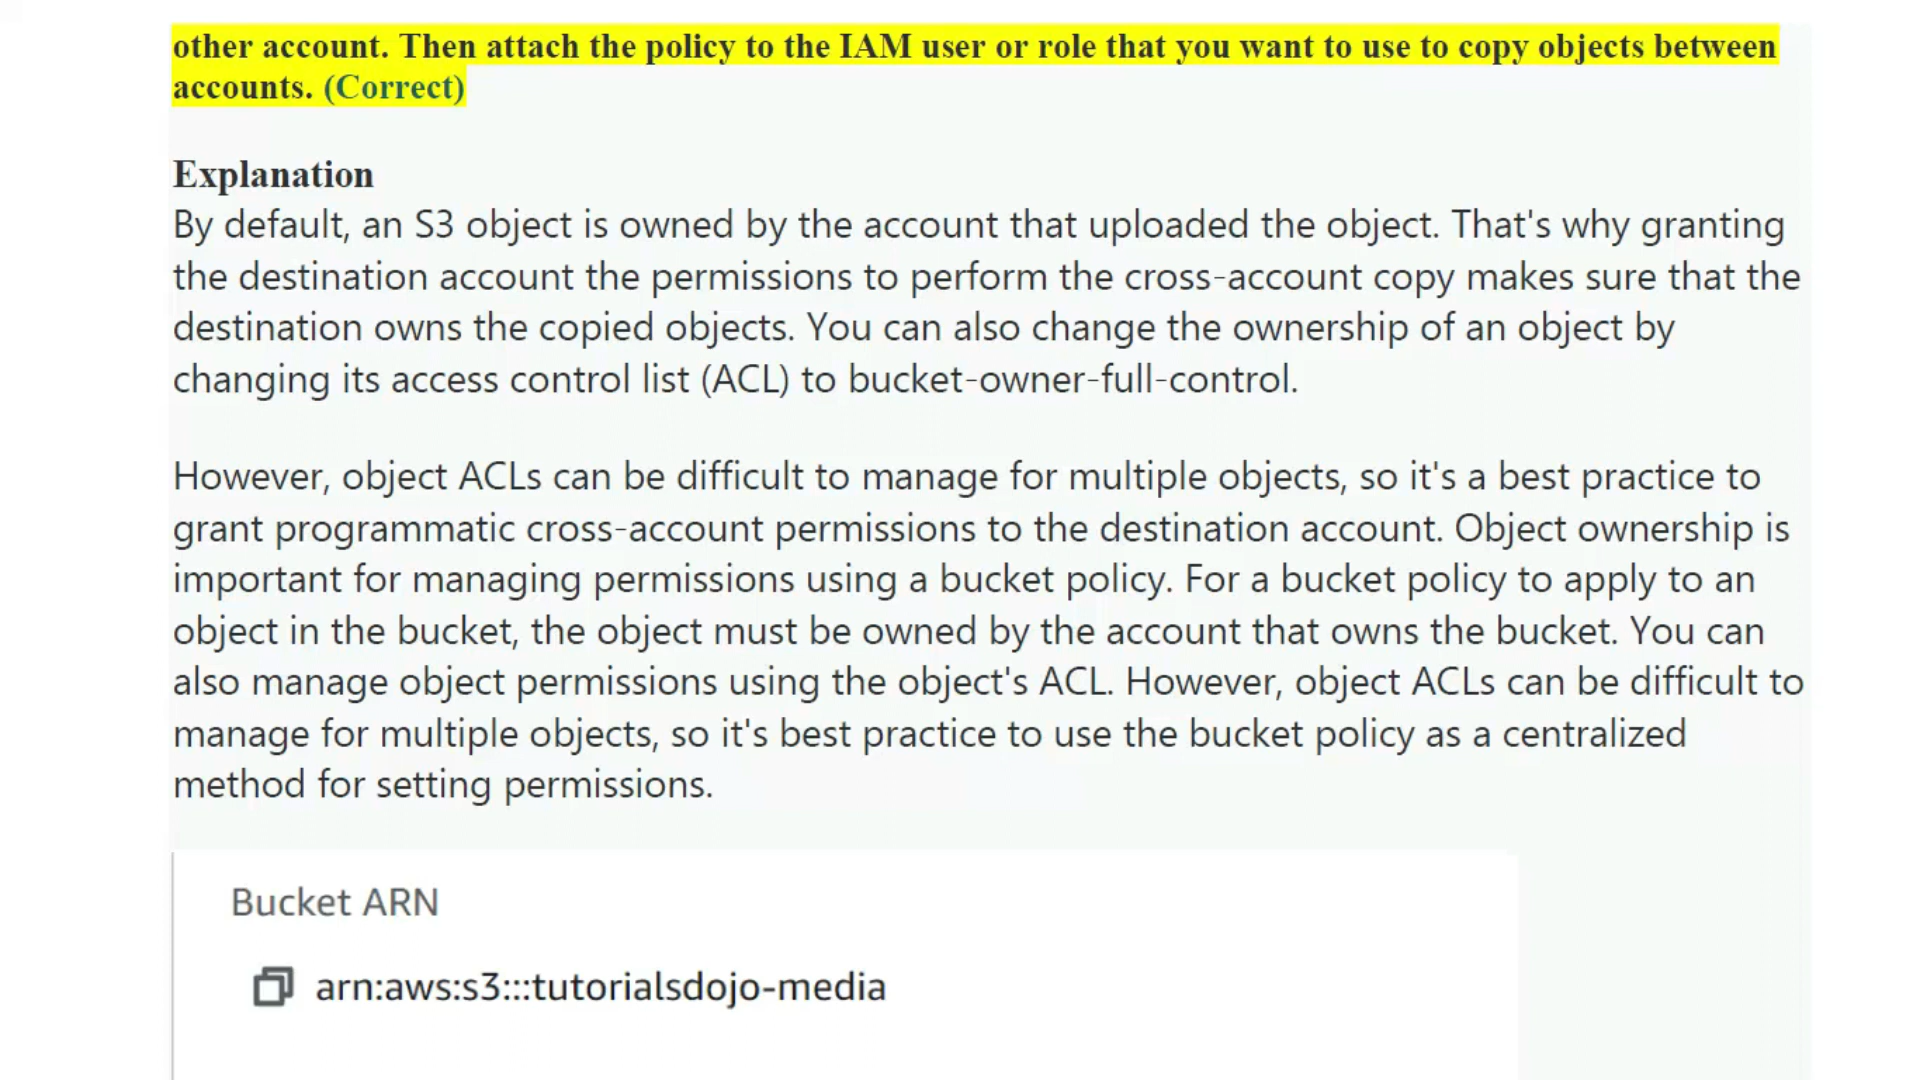 other account. Then attach the policy to the IAM user or role that you want to use to copy objects between
accounts. (Correct)
Explanation
By default, an S3 object is owned by the account that uploaded the object. That's why granting
the destination account the permissions to perform the cross-account copy makes sure that the
destination owns the copied objects. You can also change the ownership of an object by
changing its access control list (ACL) to bucket-owner-full-control.
However, object ACLs can be difficult to manage for multiple objects, so it's a best practice to
grant programmatic cross-account permissions to the destination account. Object ownership is
important for managing permissions using a bucket policy. For a bucket policy to apply to an
object in the bucket, the object must be owned by the account that owns the bucket. You can
also manage object permissions using the object's ACL. However, object ACLs can be difficult to
manage for multiple objects, so it's best practice to use the bucket policy as a centralized
method for setting permissions.
Bucket ARN
arn:aws:s3:::tutorialsdojo-media